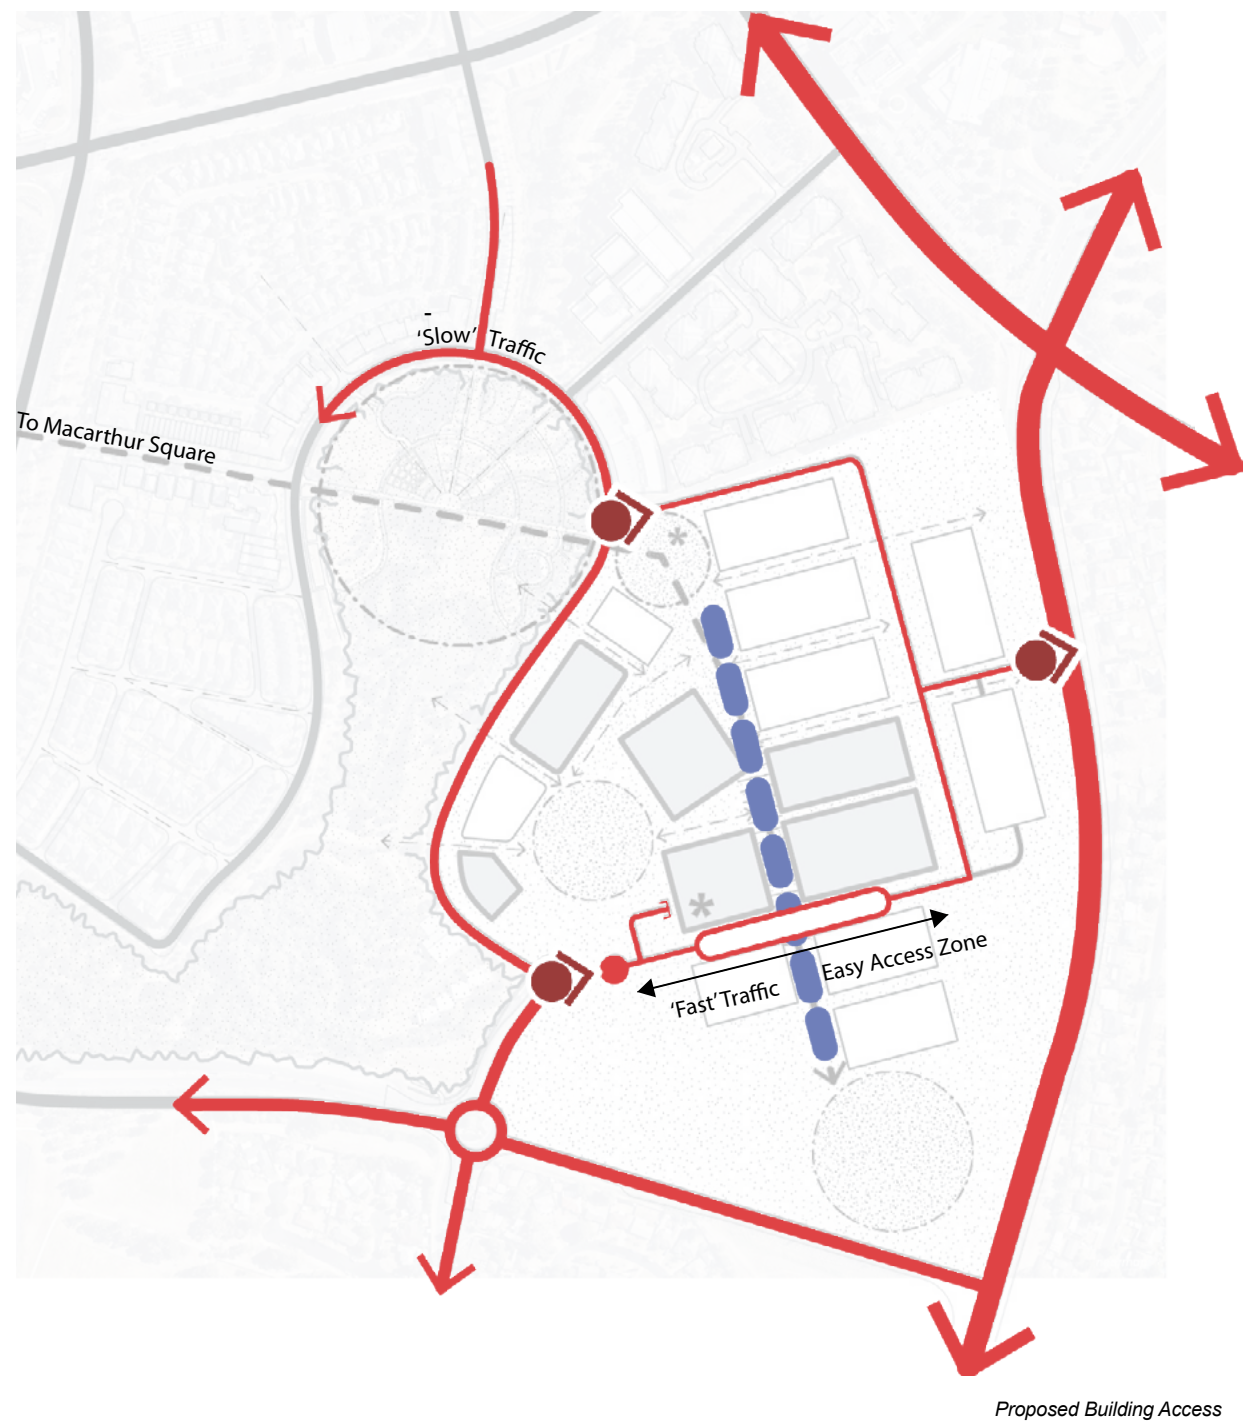 -
‘Slow’ Traffic
To Macarthur Square
*
*
Easy Access Zone
‘Fast’Traffic
Proposed Building Access